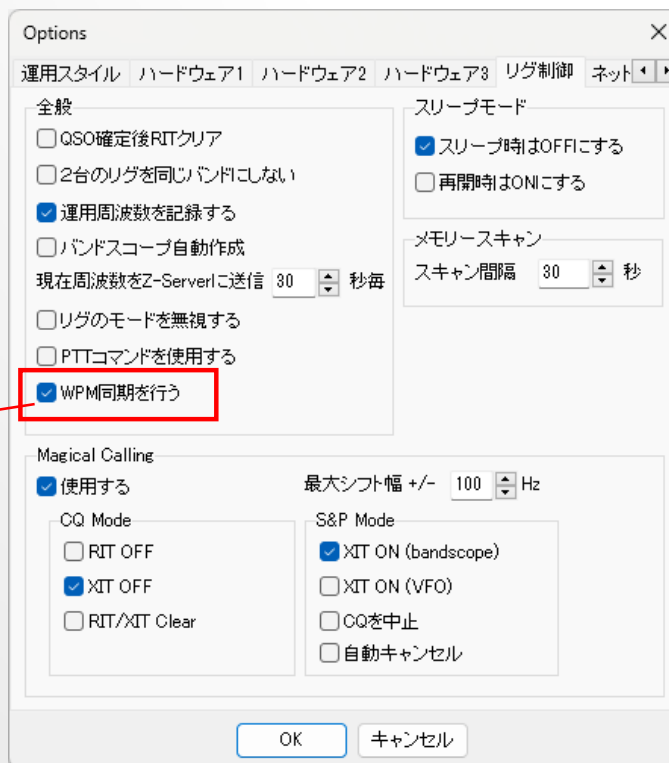 Options
運用スタイル ハードウェア1 ハードウェア2 ハードウェア3 リグ制御 ネット
全般
QSO確定後RITクリア
2台のリグを同じバンドにしない
運用周波数を記録する
バンドスコープ自動作成
現在周波数をZ-Serverに送信 30 秒毎
リグのモードを無視する
PTTコマンドを使用する
WPM同期を行う
スリープモード
スリープ時はOFFにする
再開時はONにする
メモリースキャン
スキャン間隔 30 秒
Magical Calling
使用する
最大シフト幅 +/- 100 Hz
CQ Mode
RIT OFF
XIT OFF
RIT/XIT Clear
S&P Mode
XIT ON (bandscope)
XIT ON (VFO)
CQを中止
自動キャンセル
OK キャンセル